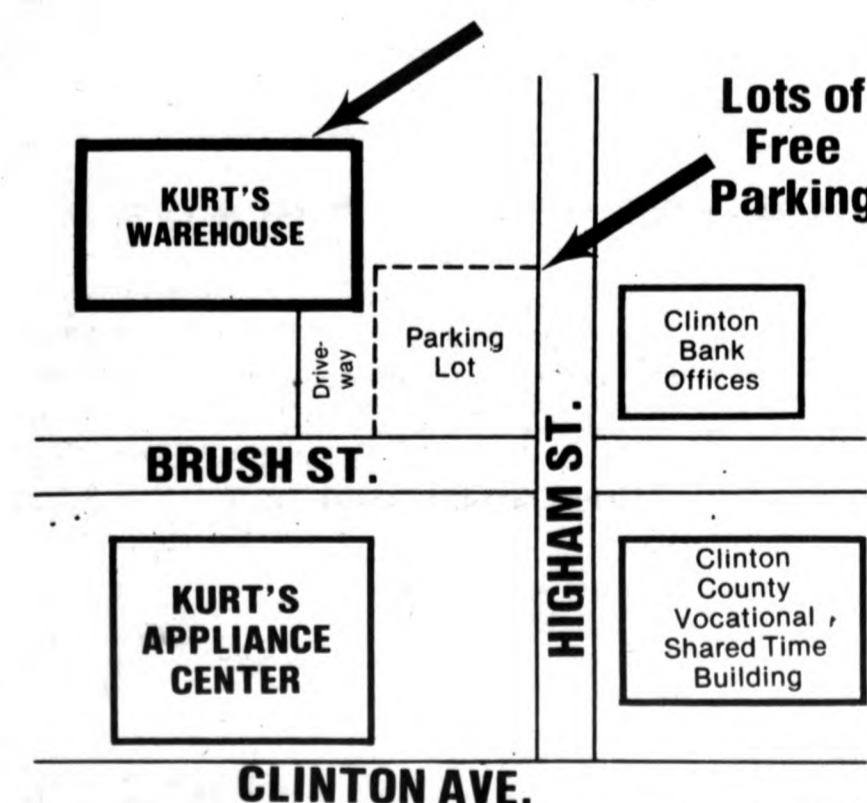 Lots of
Free
Parking
KURT'S
WAREHOUSE
Parking
Lot
Drive-
way
Clinton
Bank
Offices
BRUSH ST.
HIGHAM ST.
KURT'S
APPLIANCE
CENTER
Clinton
County
Vocational
Shared Time
Building
CLINTON AVE.